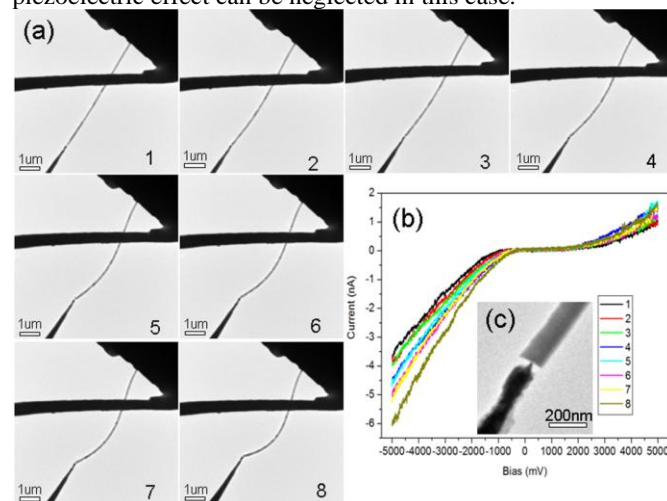 piezoelectric effect can be neglected in this case.
(a)
1um
1
1um
2
1um
3
1um
4
1um
5
1um
6
1um
7
1um
8
(b)
2
1
0
-1
-2
-3
-4
-5
-6
Current (nA)
(c)
200nm
1
2
3
4
5
6
7
8
-5000 -4000 -3000 -2000 -1000 0 1000 2000 3000 4000 5000
Bias (mV)